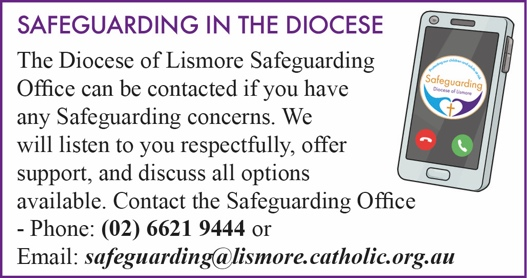 SAFEGUARDING IN THE DIOCESE
The Diocese of Lismore Safeguarding
Office can be contacted if you have
any Safeguarding concerns. We
will listen to you respectfully, offer
support, and discuss all options
available. Contact the Safeguarding Office
- Phone: (02) 6621 9444 or
Email: safeguarding@lismore.catholic.org.au
Safeguarding
Diocese of Lismore